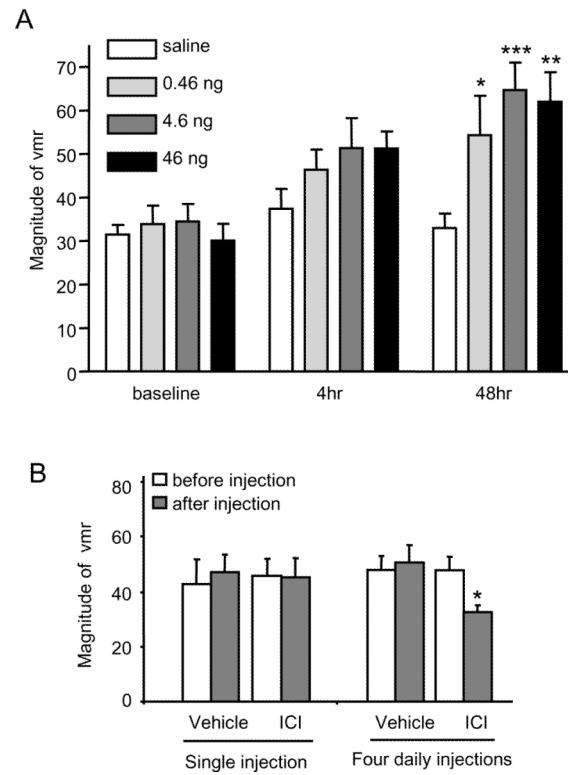 A
saline
0.46 ng
4.6 ng
46 ng
Magnitude of vmr
70
60
50
40
30
20
10
0
*
***
**
baseline 4hr 48hr
B
before injection
after injection
Magnitude of vmr
80
60
40
20
0
*
Vehicle ICI Vehicle ICI
Single injection Four daily injections